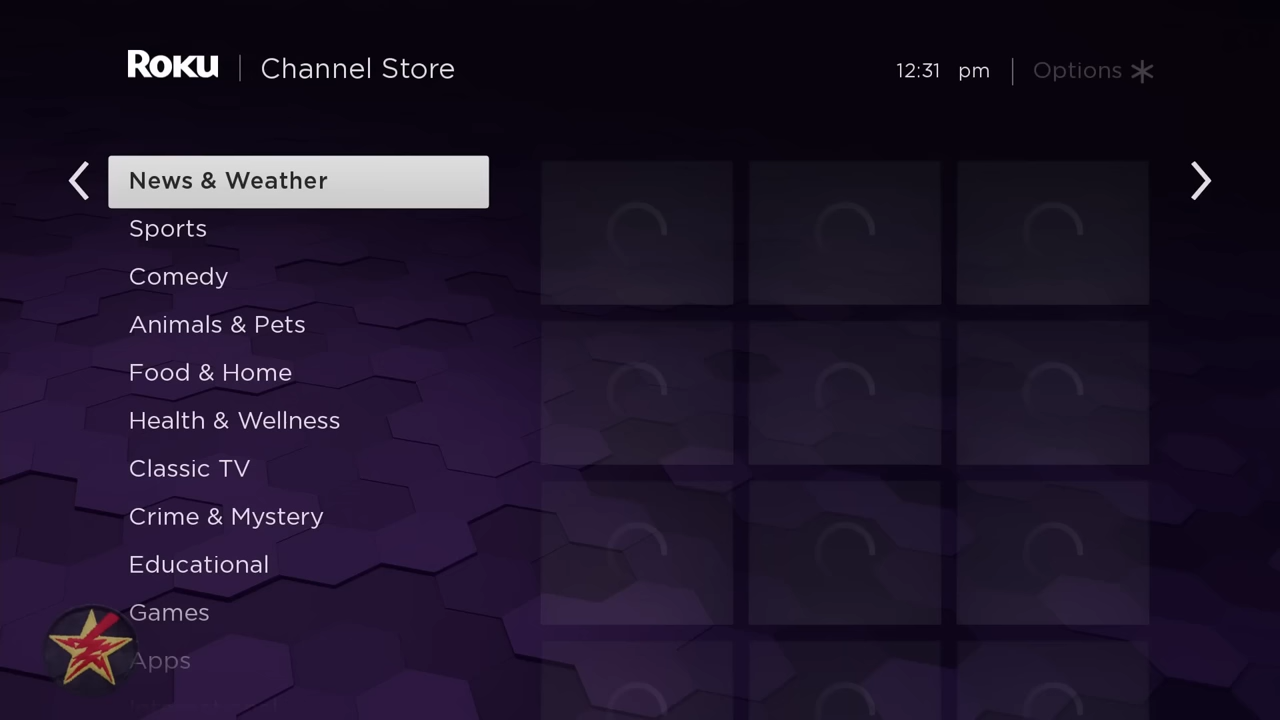 Roku | Channel Store
12:31 pm | Options
News & Weather
Sports
Comedy
Animals & Pets
Food & Home
Health & Wellness
Classic TV
Crime & Mystery
Educational
Games
Apps